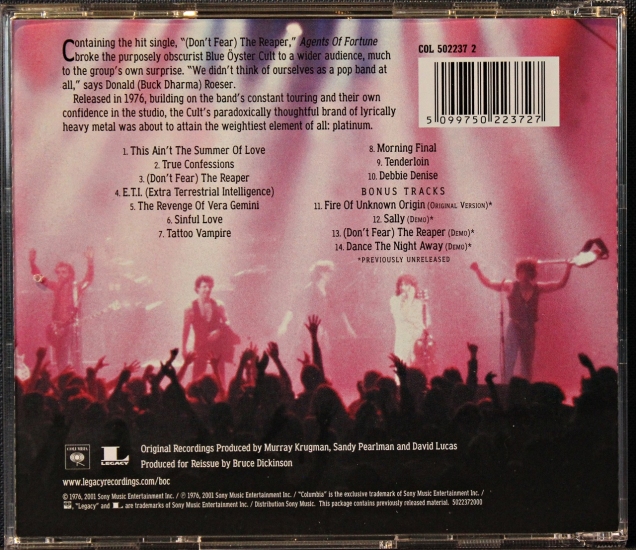 Containing the hit single, "(Don't Fear) The Reaper," Agents Of Fortune
broke the purposely obscurist Blue Öyster Cult to a wider audience, much
to the group's own surprise. "We didn't think of ourselves as a pop band at
all," says Donald (Buck Dharma) Roeser.
Released in 1976, building on the band's constant touring and their own
confidence in the studio, the Cult's paradoxically thoughtful brand of lyrically
heavy metal was about to attain the weightiest element of all: platinum.
COL 502237 2
5 099750 223727
1. This Ain't The Summer Of Love
2. True Confessions
3. (Don't Fear) The Reaper
4. E.T.I. (Extra Terrestrial Intelligence)
5. The Revenge Of Vera Gemini
6. Sinful Love
7. Tattoo Vampire
8. Morning Final
9. Tenderloin
10. Debbie Denise
BONUS TRACKS
11. Fire Of Unknown Origin (Original Version)*
12. Sally (Demo)*
13. (Don't Fear) The Reaper (Demo)*
14. Dance The Night Away (Demo)*
*PREVIOUSLY UNRELEASED
COLUMBIA
L
LEGACY
Original Recordings Produced by Murray Krugman, Sandy Pearlman and David Lucas
Produced for Reissue by Bruce Dickinson
www.legacyrecordings.com/boc
© 1976, 2001 Sony Music Entertainment Inc. / ℗ 1976, 2001 Sony Music Entertainment Inc. / "Columbia" is the exclusive trademark of Sony Music Entertainment Inc. /
, "Legacy" and L are trademarks of Sony Music Entertainment Inc. / Distribution Sony Music. This package contains previously released material. 5022372000